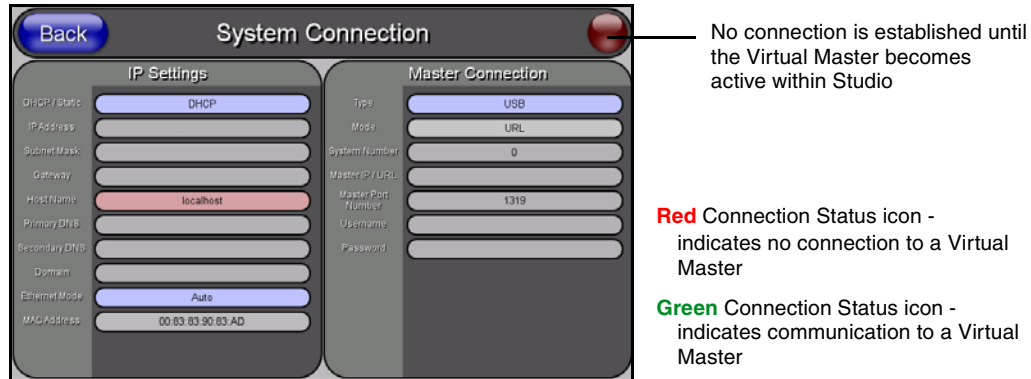 Back
System Connection
No connection is established until
the Virtual Master becomes
active within Studio
IP Settings
DHCP / Static
DHCP
IP Address
Subnet Mask
Gateway
Host Name
localhost
Primary DNS
Secondary DNS
Domain
Ethernet Mode
Auto
MAC Address
00:83:83:90:83:AD
Master Connection
Type
USB
Mode
URL
System Number
0
Master IP / URL
Master Port
Number
1319
Username
Password
Red Connection Status icon -
indicates no connection to a Virtual
Master
Green Connection Status icon -
indicates communication to a Virtual
Master